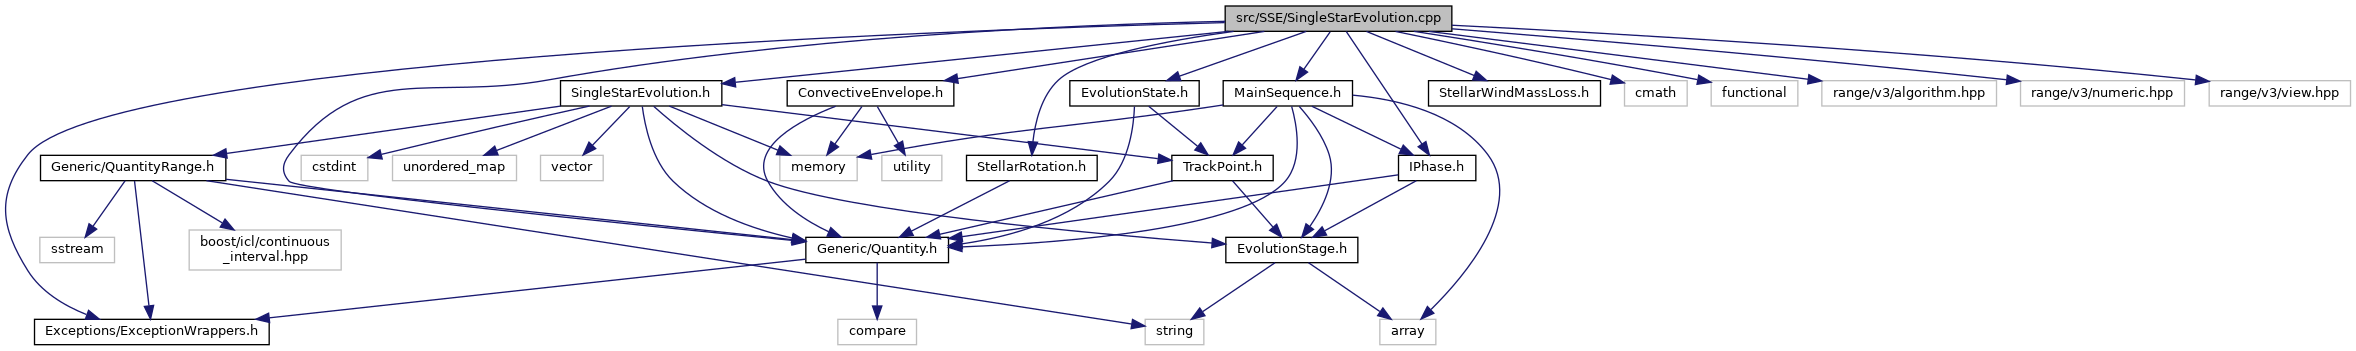 src/SSE/SingleStarEvolution.cpp
SingleStarEvolution.h
ConvectiveEnvelope.h
EvolutionState.h
MainSequence.h
StellarWindMassLoss.h
cmath
functional
range/v3/algorithm.hpp
range/v3/numeric.hpp
range/v3/view.hpp
Generic/QuantityRange.h
cstdint
unordered_map
vector
memory
utility
StellarRotation.h
TrackPoint.h
IPhase.h
sstream
boost/icl/continuous
_interval.hpp
Generic/Quantity.h
EvolutionStage.h
Exceptions/ExceptionWrappers.h
compare
string
array